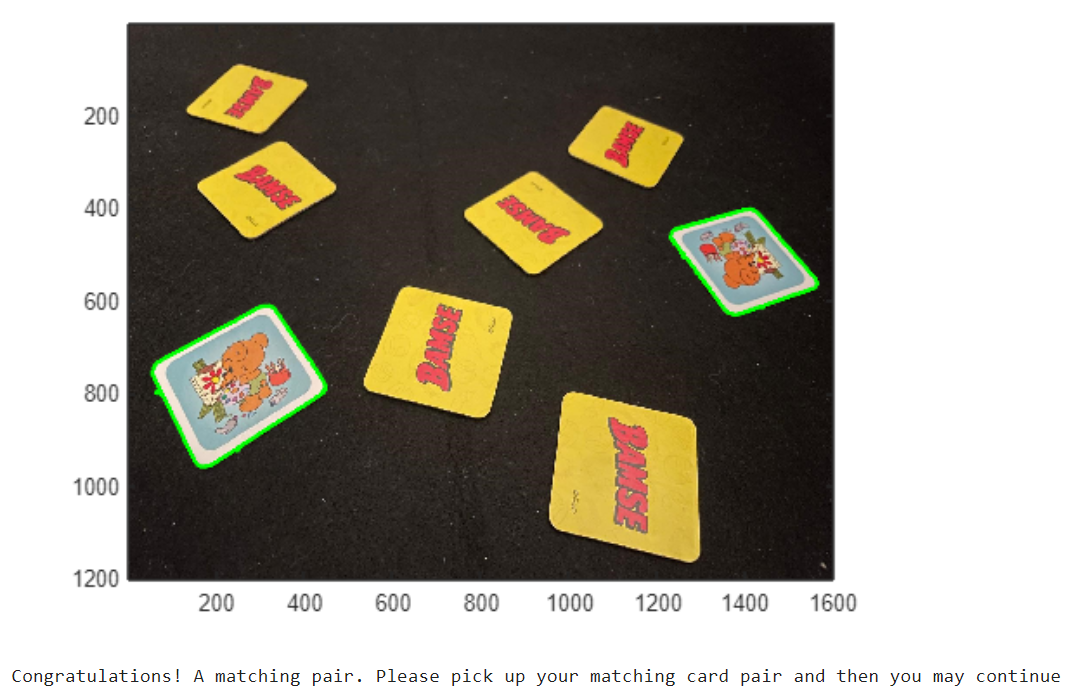 200
400
600
800
1000
1200
200 400 600 800 1000 1200 1400 1600
BAMSE
BAMSE
BAMSE
BAMSE
BAMSE
BAMSE
Congratulations! A matching pair. Please pick up your matching card pair and then you may continue